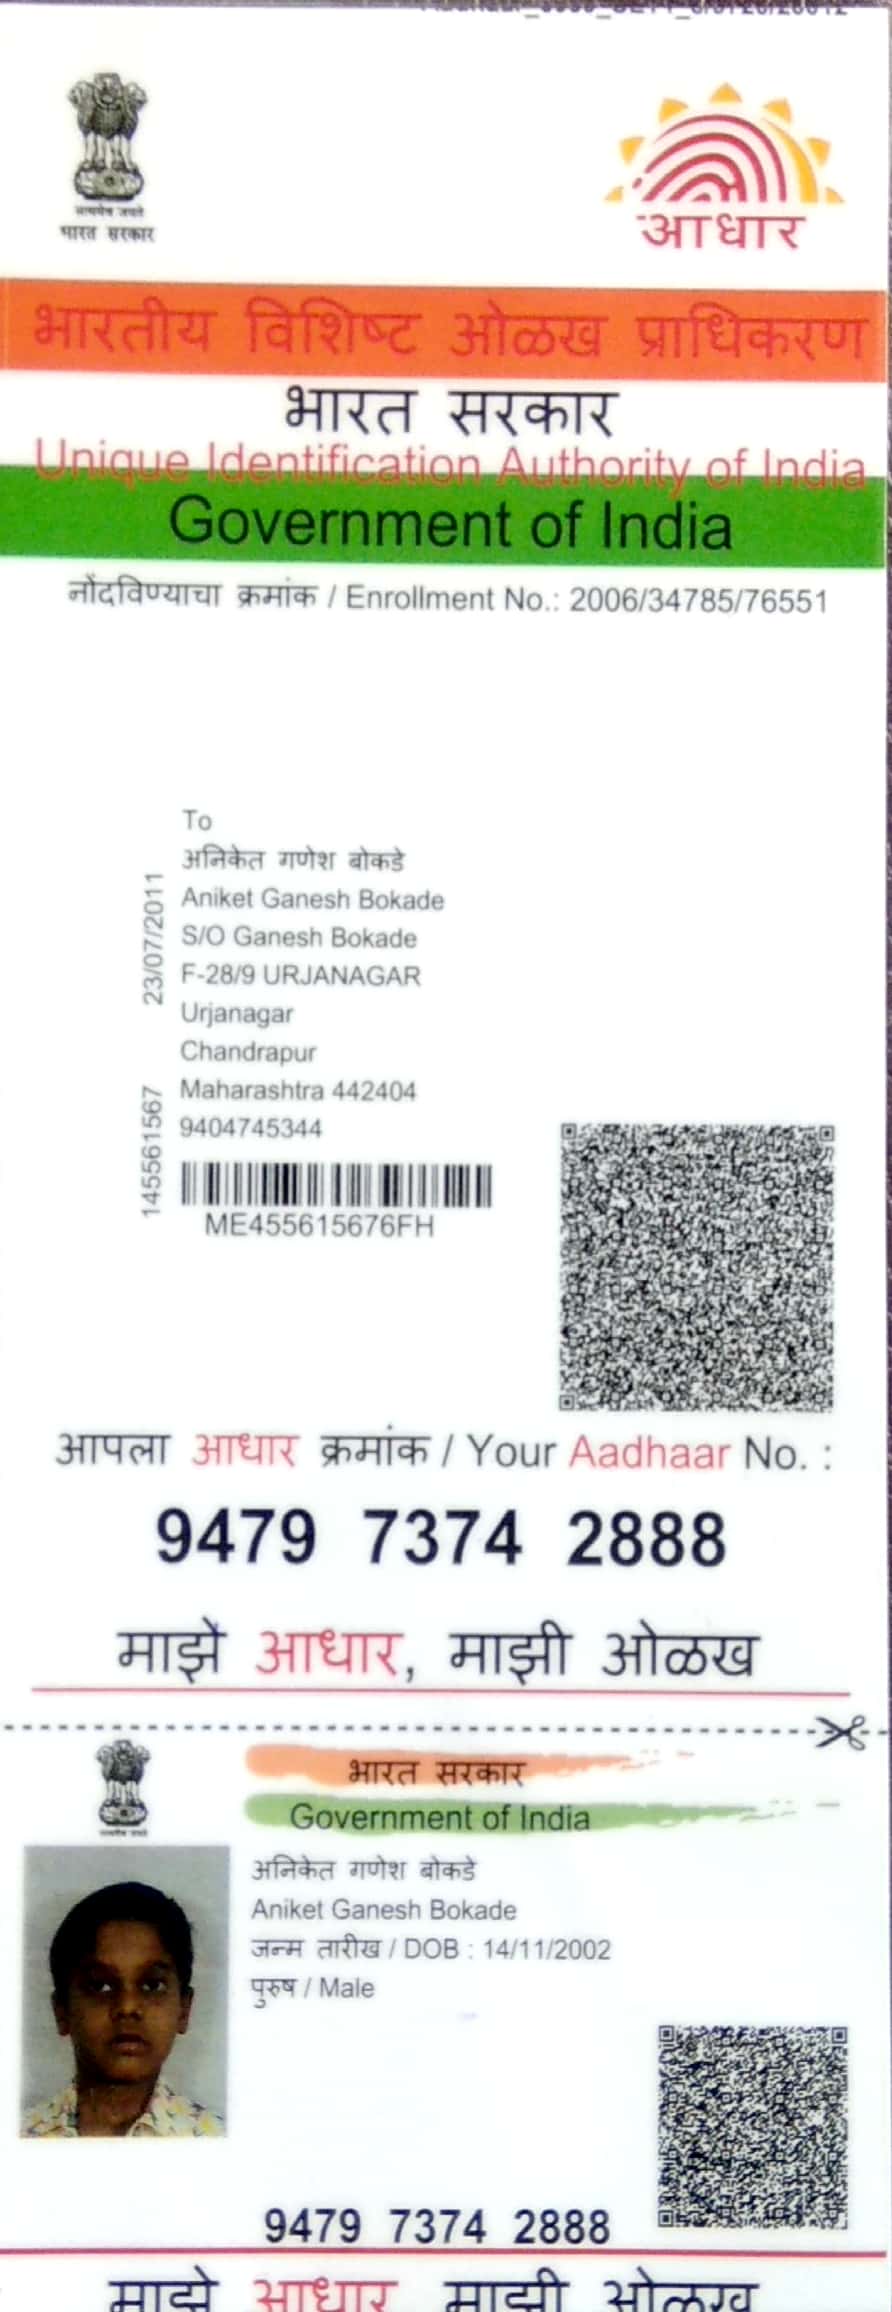 सत्यमेव जयते
भारत सरकार
आधार
भारतीय विशिष्ट ओळख प्राधिकरण
भारत सरकार
Unique Identification Authority of India
Government of India
नोंदविण्याचा क्रमांक / Enrollment No.: 2006/34785/76551
To
अनिकेत गणेश बोकडे
Aniket Ganesh Bokade
S/O Ganesh Bokade
F-28/9 URJANAGAR
Urjanagar
Chandrapur
Maharashtra 442404
9404745344
23/07/2011
145561567
ME455615676FH
आपला आधार क्रमांक / Your Aadhaar No. :
9479 7374 2888
माझे आधार, माझी ओळख
भारत सरकार
Government of India
अनिकेत गणेश बोकडे
Aniket Ganesh Bokade
जन्म तारीख / DOB : 14/11/2002
पुरुष / Male
9479 7374 2888
माझे आधार, माझी ओळख